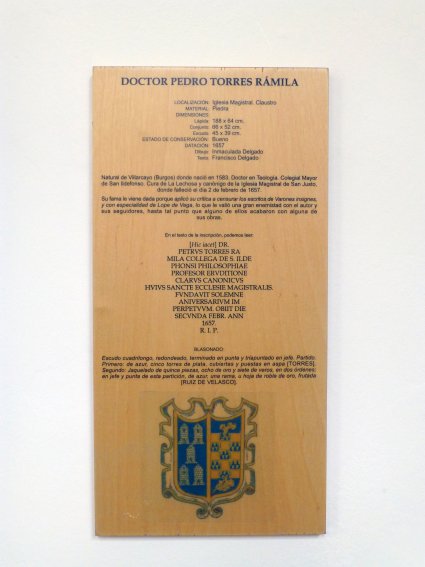 DOCTOR PEDRO TORRES RÁMILA
LOCALIZACIÓN: Iglesia Magistral. Claustro
MATERIAL: Piedra
DIMENSIONES
Lápida: 188 x 84 cm.
Conjunto: 66 x 52 cm.
Escudo: 45 x 39 cm.
ESTADO DE CONSERVACIÓN: Bueno
DATACIÓN: 1657
Dibujo: Inmaculada Delgado
Texto: Francisco Delgado
Natural de Villarcayo (Burgos) donde nació en 1583. Doctor en Teología. Colegial Mayor
de San Ildefonso. Cura de La Lochosa y canónigo de la Iglesia Magistral de San Justo,
donde falleció el día 2 de febrero de 1657.
Su fama le viene dada porque aplicó su crítica a censurar los escritos de Varones insignes,
y con especialidad de Lope de Vega, lo que le valió una gran enemistad con el autor y
sus seguidores, hasta tal punto que alguno de ellos acabaron con alguna de
sus obras.
En el texto de la inscripción, podemos leer:
[Hic iacet] DR.
PETRVS TORRES RA
MILA COLLEGA DE S. ILDE
PHONSI PHILOSOPHIAE
PROFESOR ERVDITIONE
CLARVS CANONICVS
HVIVS SANCTE ECCLESIE MAGISTRALIS.
FVNDAVIT SOLEMNE
ANIVERSARIVM IM
PERPETVVM. OBIIT DIE
SECVNDA FEBR. ANN
1657
R. I. P.
BLASONADO:
Escudo cuadrilongo, redondeado, terminado en punta y triapuntado en jefe. Partido.
Primero: de azur, cinco torres de plata, cubiertas y puestas en aspa [TORRES].
Segundo: Jaquelado de quince piezas, ocho de oro y siete de veros, en dos órdenes;
en jefe y punta de esta partición, de azur, una rama, u hoja de roble de oro, frutada
[RUIZ DE VELASCO].